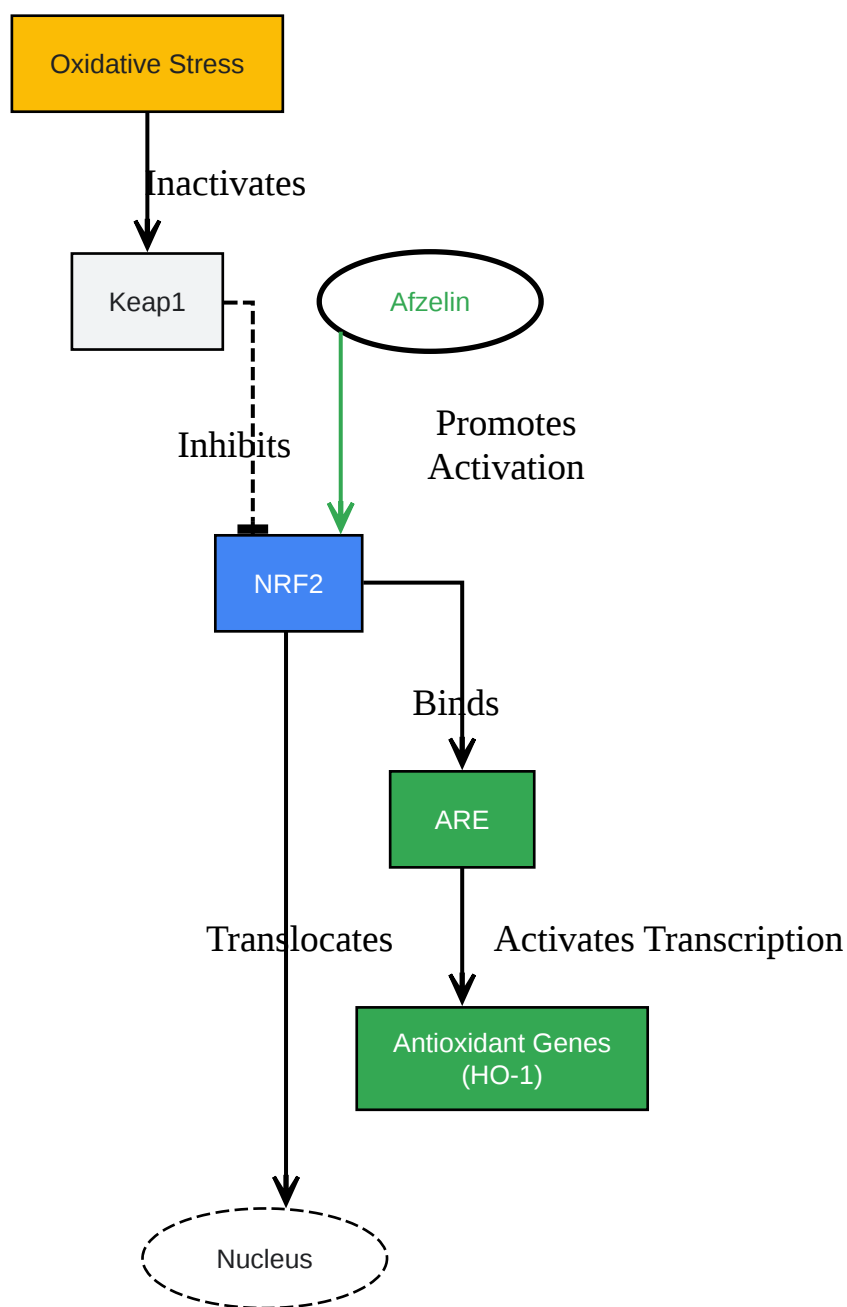 Oxidative Stress
Inactivates
Keap1
Afzelin
Promotes
Activation
Inhibits
NRF2
Binds
ARE
Translocates
Activates Transcription
Antioxidant Genes
(HO-1)
Nucleus